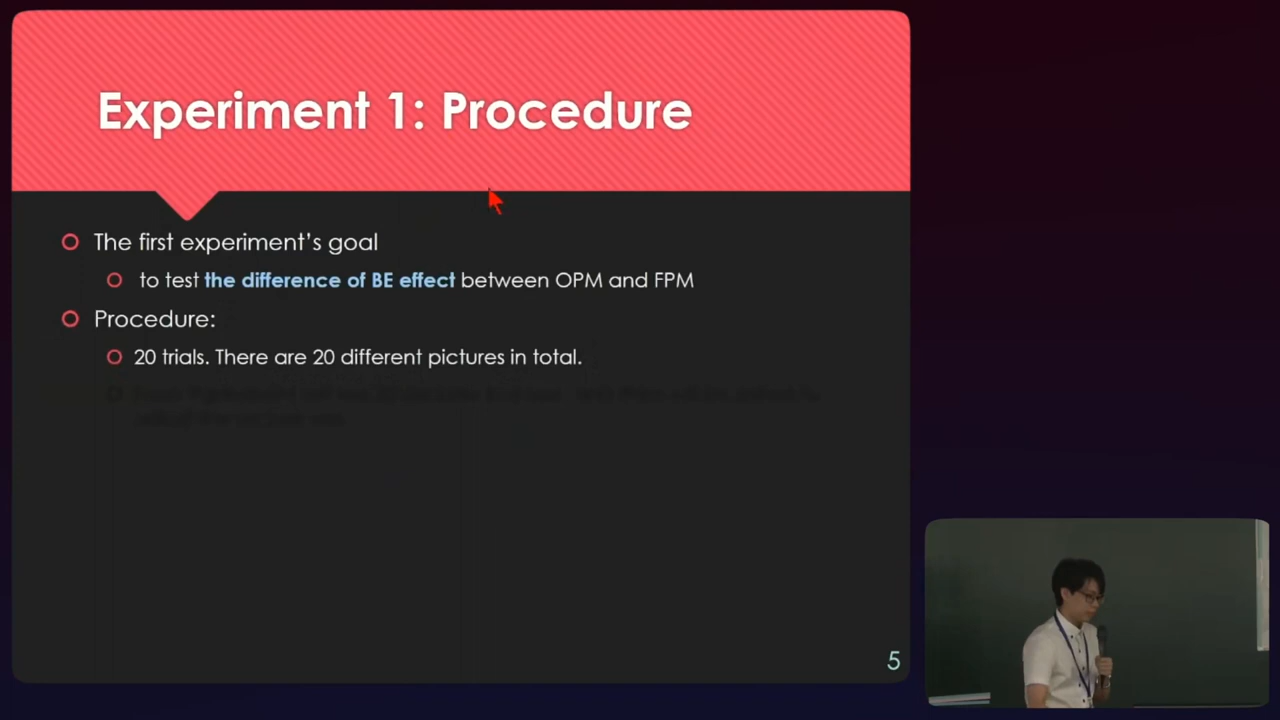 Experiment 1: Procedure
The first experiment's goal
to test the difference of BE effect between OPM and FPM
Procedure:
20 trials. There are 20 different pictures in total.
5